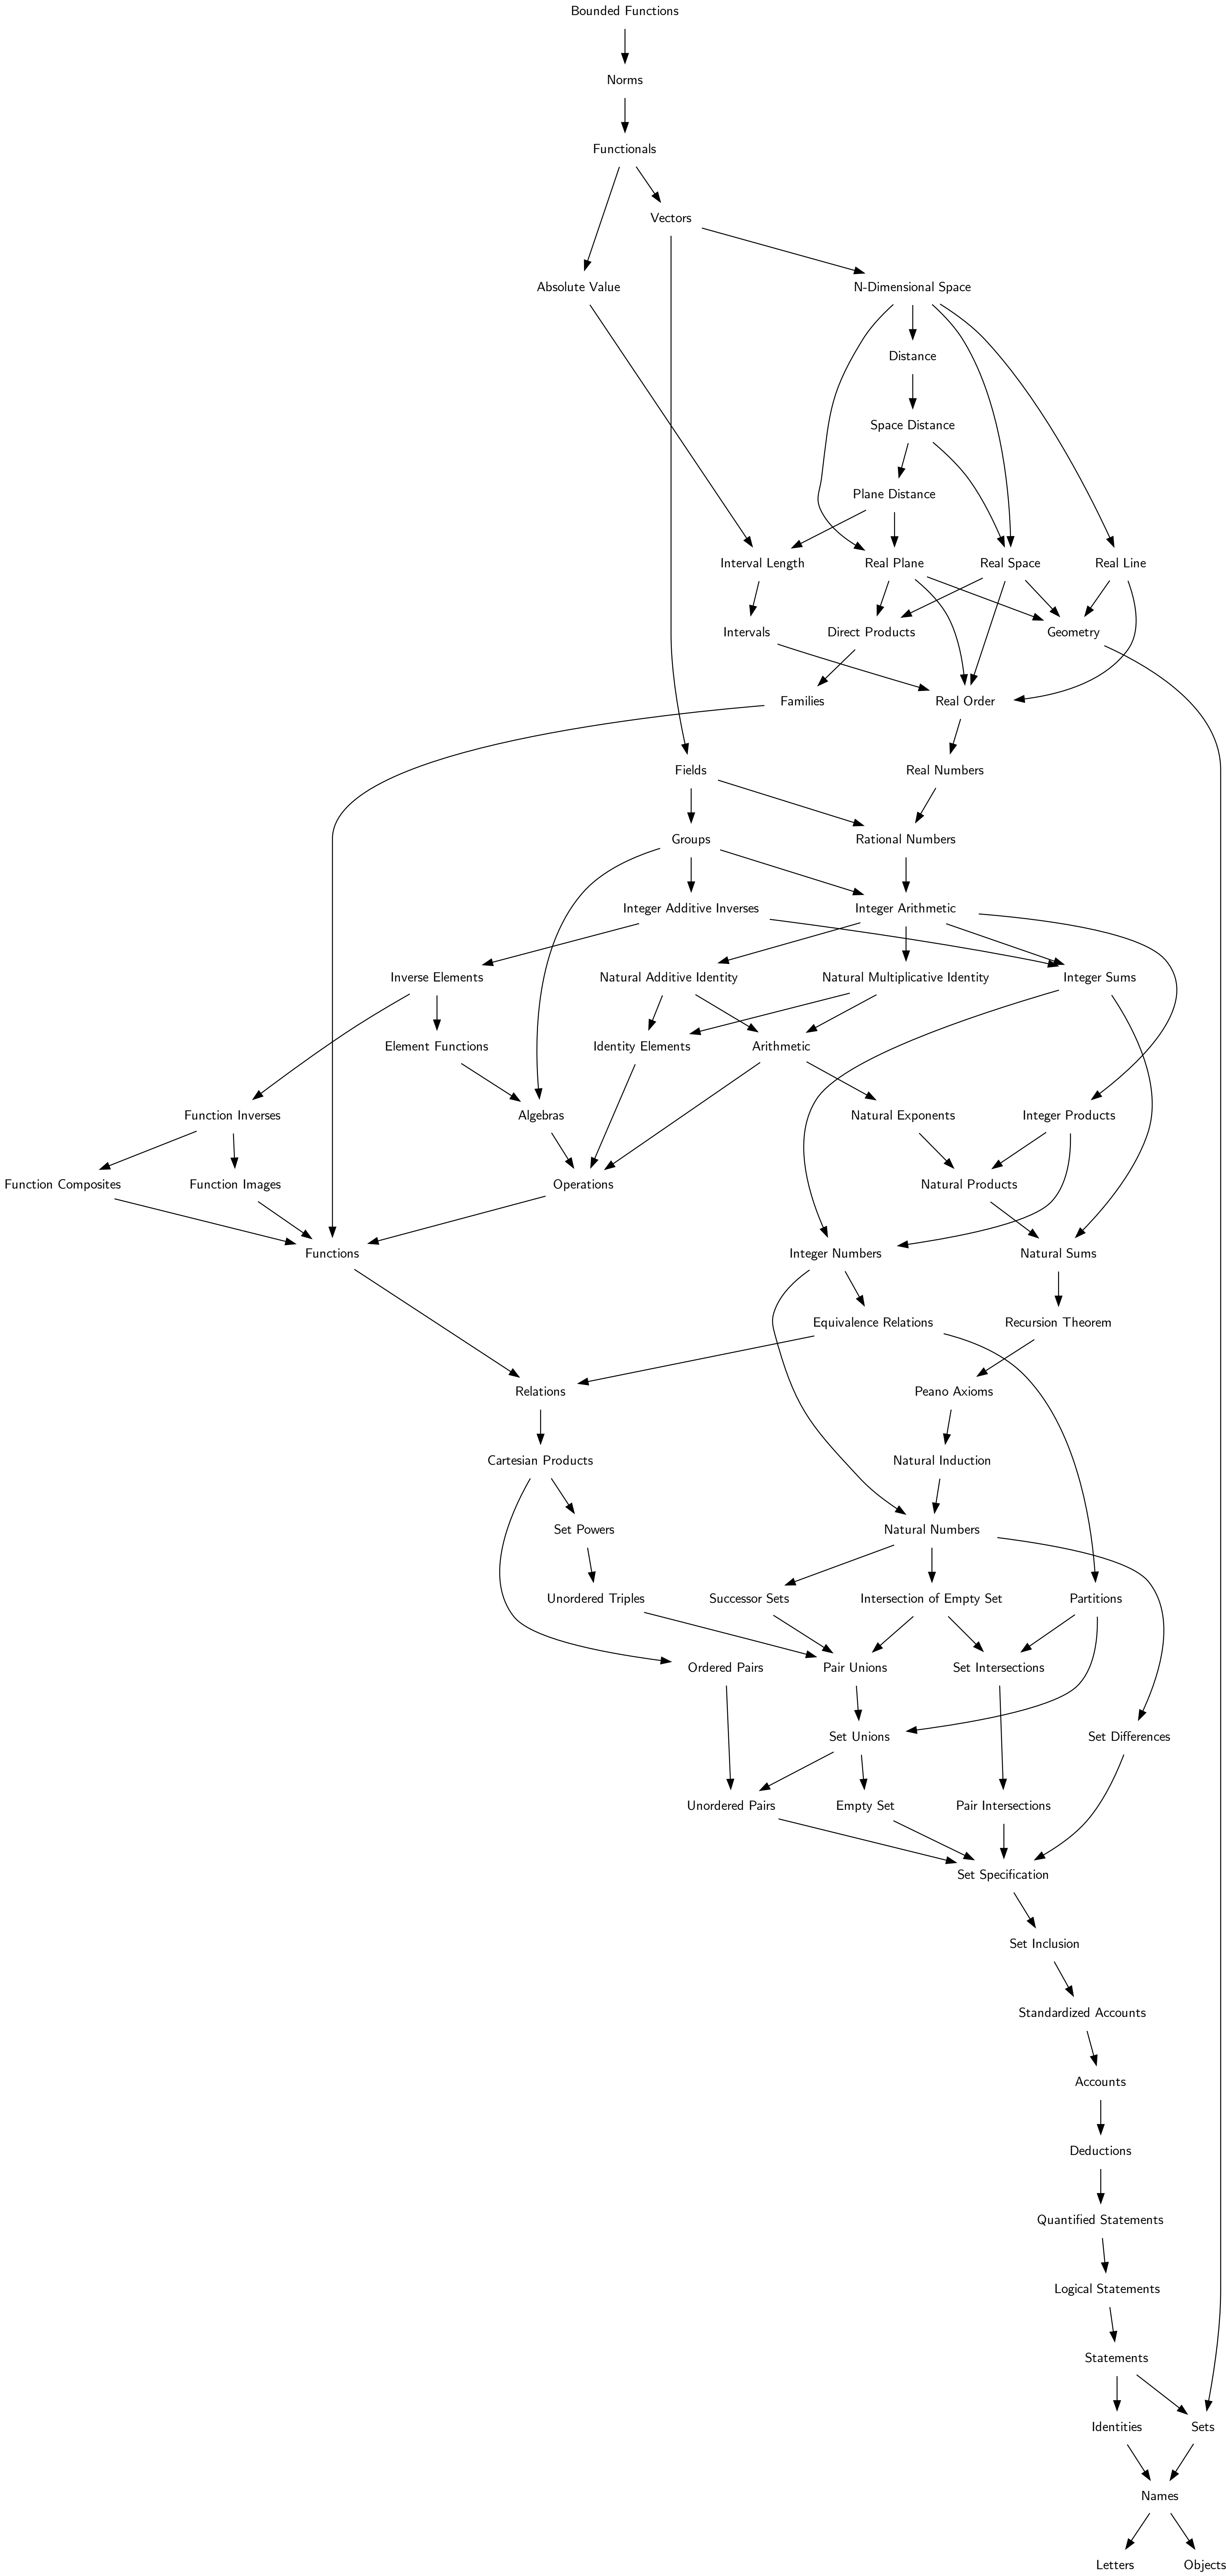 Bounded Functions
Norms
Functionals
Vectors
Absolute Value
N-Dimensional Space
Distance
Space Distance
Plane Distance
Interval Length
Real Plane
Real Space
Real Line
Intervals
Direct Products
Geometry
Families
Real Order
Fields
Real Numbers
Groups
Rational Numbers
Integer Additive Inverses
Integer Arithmetic
Inverse Elements
Natural Additive Identity
Natural Multiplicative Identity
Integer Sums
Element Functions
Identity Elements
Arithmetic
Function Inverses
Algebras
Natural Exponents
Integer Products
Function Composites
Function Images
Operations
Natural Products
Functions
Integer Numbers
Natural Sums
Equivalence Relations
Recursion Theorem
Relations
Peano Axioms
Cartesian Products
Natural Induction
Set Powers
Natural Numbers
Unordered Triples
Successor Sets
Intersection of Empty Set
Partitions
Ordered Pairs
Pair Unions
Set Intersections
Set Unions
Set Differences
Unordered Pairs
Empty Set
Pair Intersections
Set Specification
Set Inclusion
Standardized Accounts
Accounts
Deductions
Quantified Statements
Logical Statements
Statements
Identities
Sets
Names
Letters
Objects